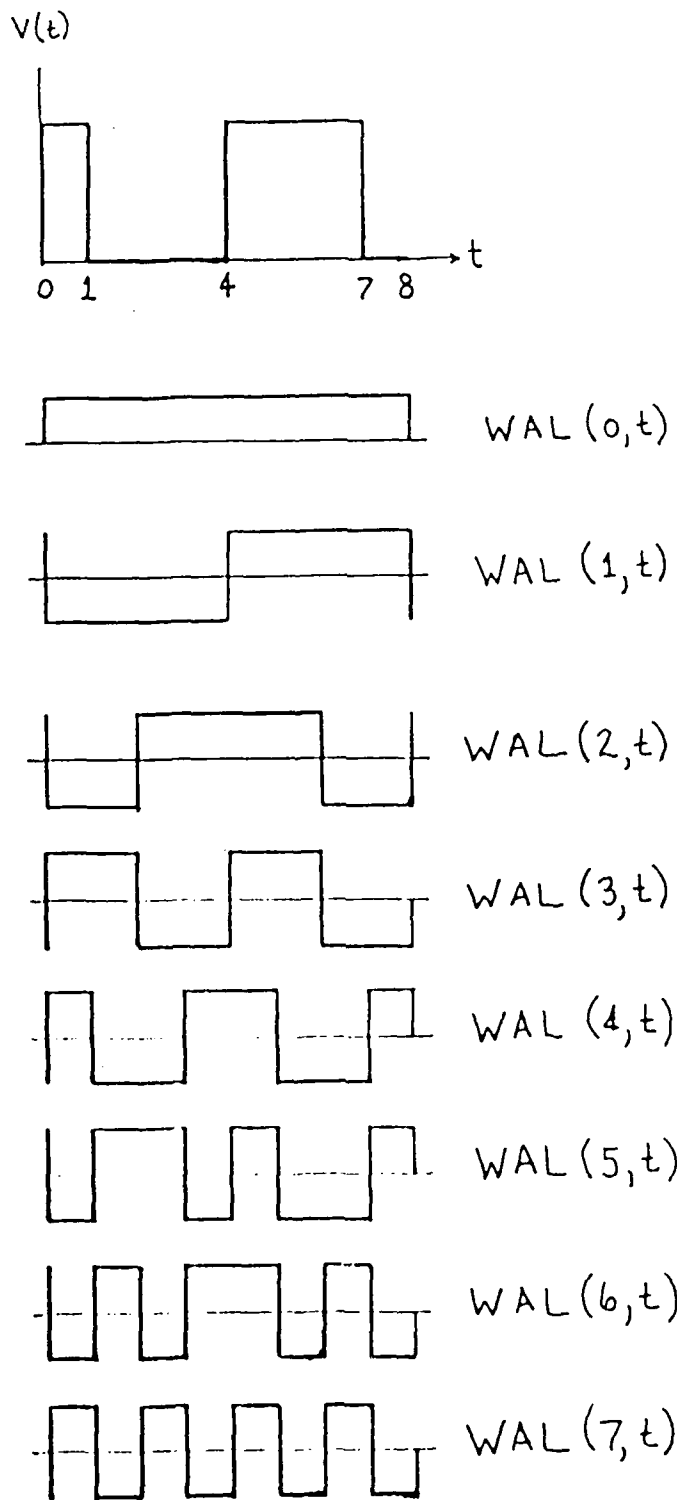 V(t)
t
0 1 4 7 8
WAL (0,t)
WAL (1,t)
WAL (2,t)
WAL (3,t)
WAL (4,t)
WAL (5,t)
WAL (6,t)
WAL (7,t)